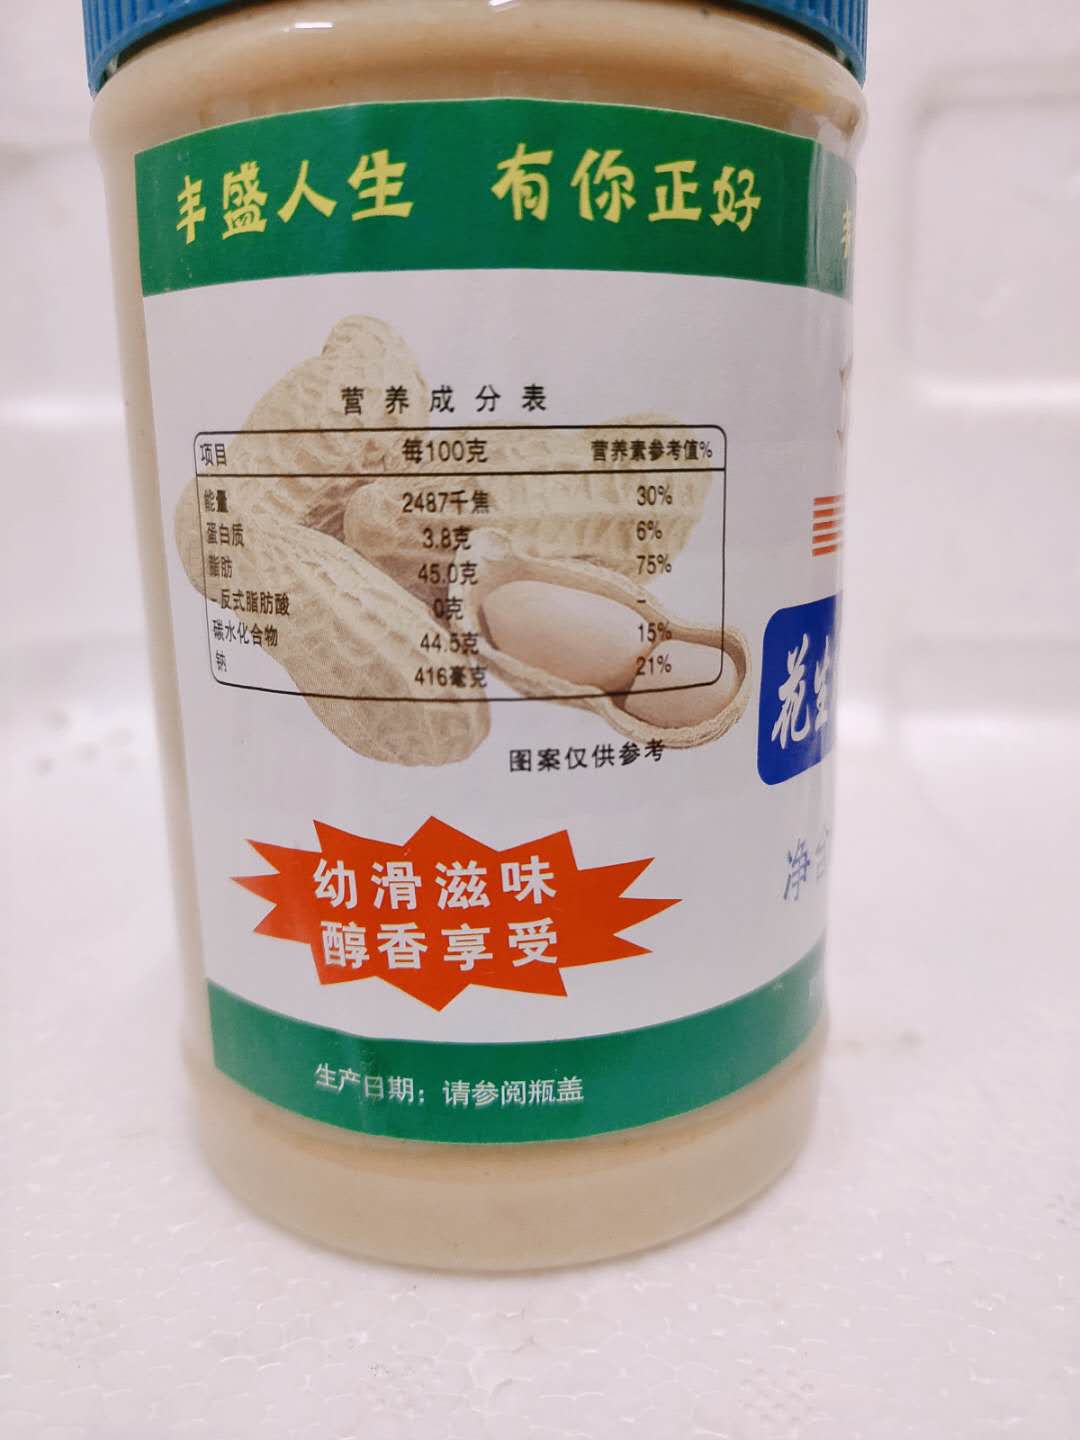 丰盛人生 有你正好
营养成分表
项目 每100克 营养素参考值%
能量 2487千焦 30%
蛋白质 3.8克 6%
脂肪 45.0克 75%
-反式脂肪酸 0克 -
碳水化合物 44.5克 15%
钠 416毫克 21%
图案仅供参考
花生
净含
幼滑滋味
醇香享受
生产日期：请参阅瓶盖